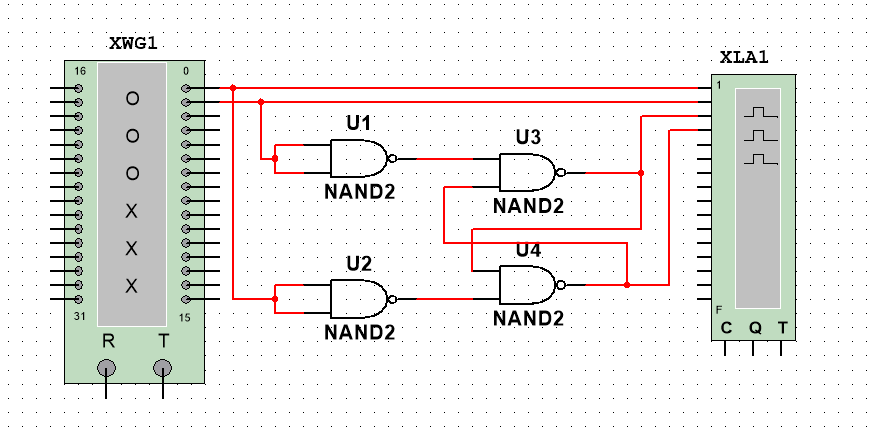 XWG1
16 0
O
O
O
X
X
X
31 15
R T
U1
NAND2
U2
NAND2
U3
NAND2
U4
NAND2
XLA1
1
F
C Q T